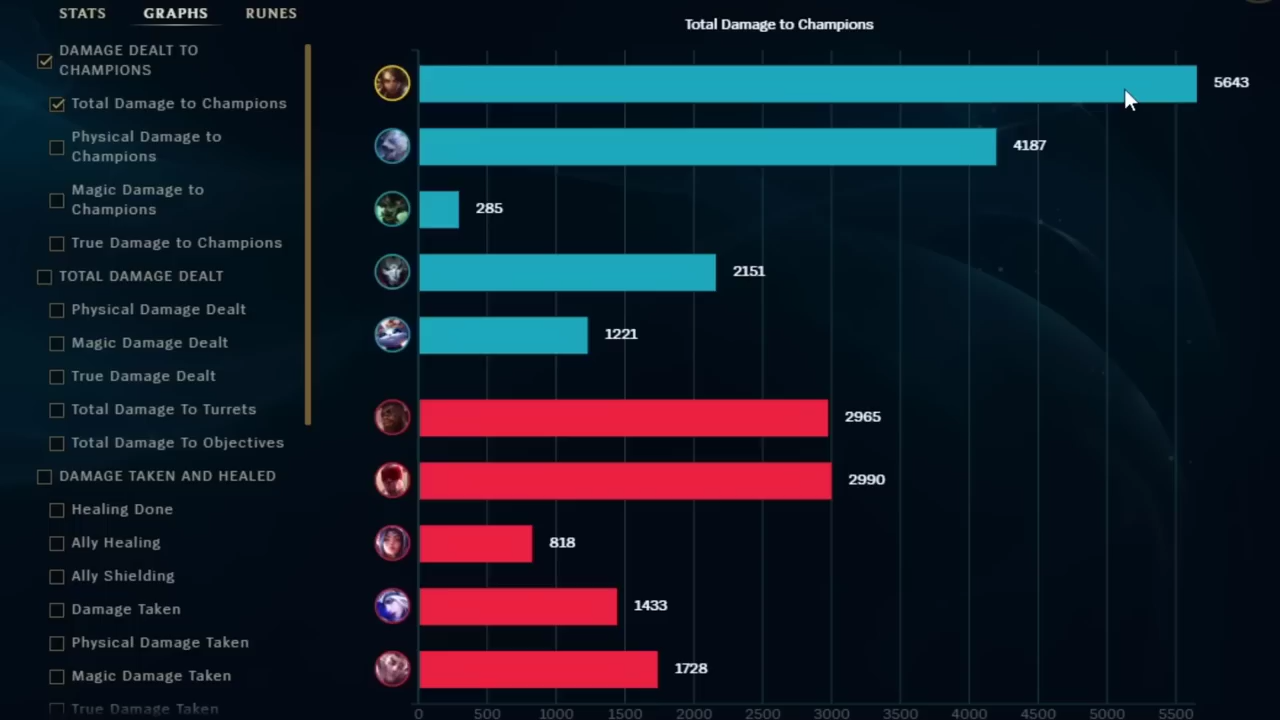 STATS GRAPHS RUNES
DAMAGE DEALT TO
CHAMPIONS
Total Damage to Champions
Physical Damage to
Champions
Magic Damage to
Champions
True Damage to Champions
TOTAL DAMAGE DEALT
Physical Damage Dealt
Magic Damage Dealt
True Damage Dealt
Total Damage To Turrets
Total Damage To Objectives
DAMAGE TAKEN AND HEALED
Healing Done
Ally Healing
Ally Shielding
Damage Taken
Physical Damage Taken
Magic Damage Taken
True Damage Taken
Total Damage to Champions
5643
4187
285
2151
1221
2965
2990
818
1433
1728
0 500 1000 1500 2000 2500 3000 3500 4000 4500 5000 5500